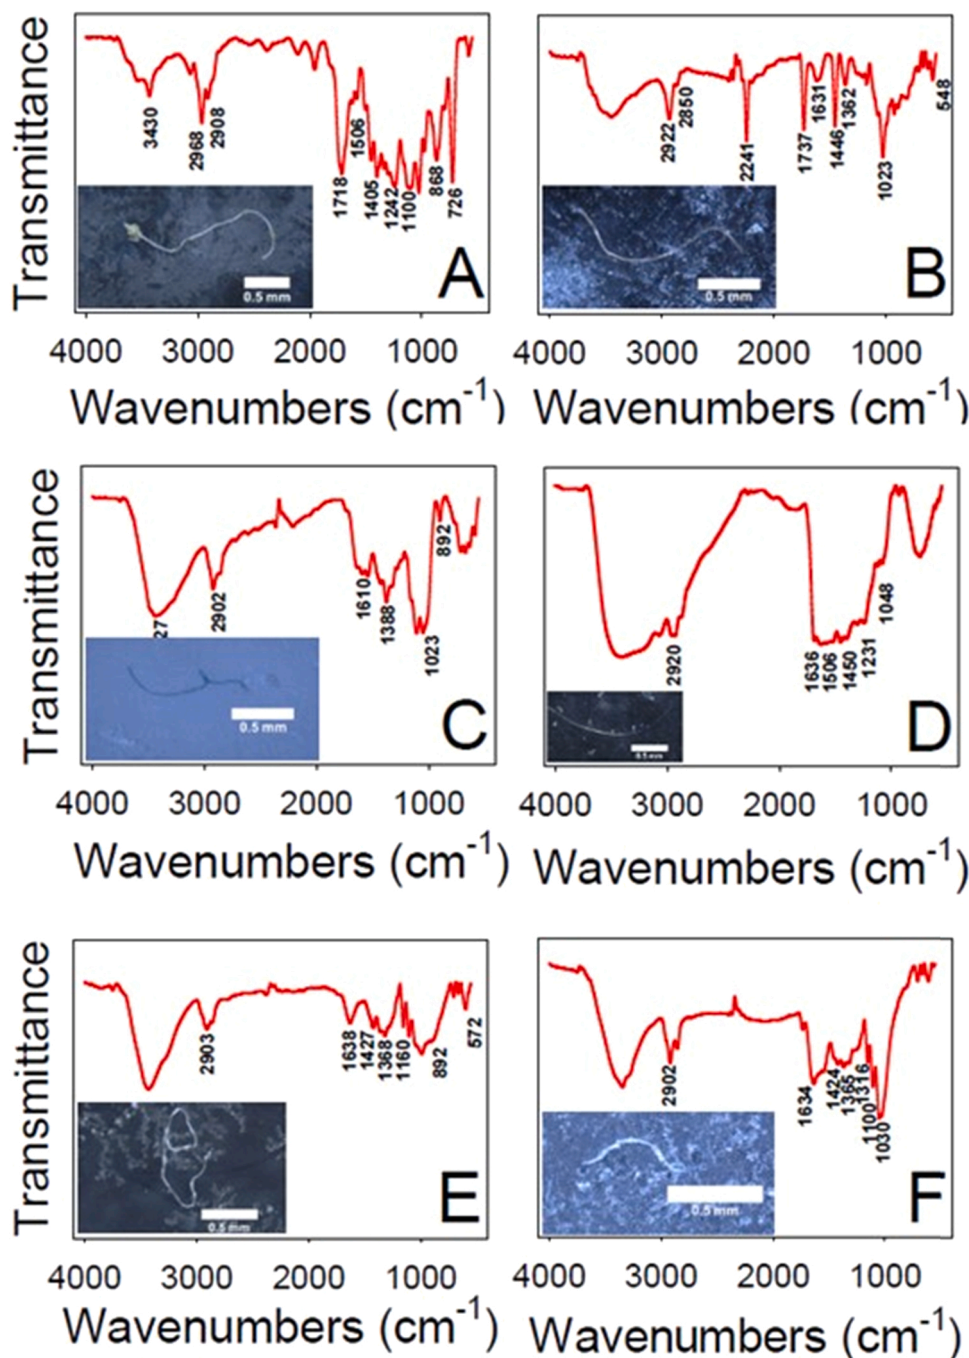 Transmittance
3430
2968
2908
1718
1506
1405
1242
1100
868
726
0.5 mm
A
4000 3000 2000 1000
Wavenumbers (cm-1)
2922
2850
2241
1737
1631
1446
1362
1023
548
0.5 mm
B
4000 3000 2000 1000
Wavenumbers (cm-1)
Transmittance
27
2902
1610
1388
1023
892
0.5 mm
C
4000 3000 2000 1000
Wavenumbers (cm-1)
2920
1636
1506
1450
1231
1048
0.5 mm
D
4000 3000 2000 1000
Wavenumbers (cm-1)
Transmittance
2903
1638
1427
1368
1160
892
572
0.5 mm
E
4000 3000 2000 1000
Wavenumbers (cm-1)
2902
1634
1424
1365
1316
1100
1030
0.5 mm
F
4000 3000 2000 1000
Wavenumbers (cm-1)